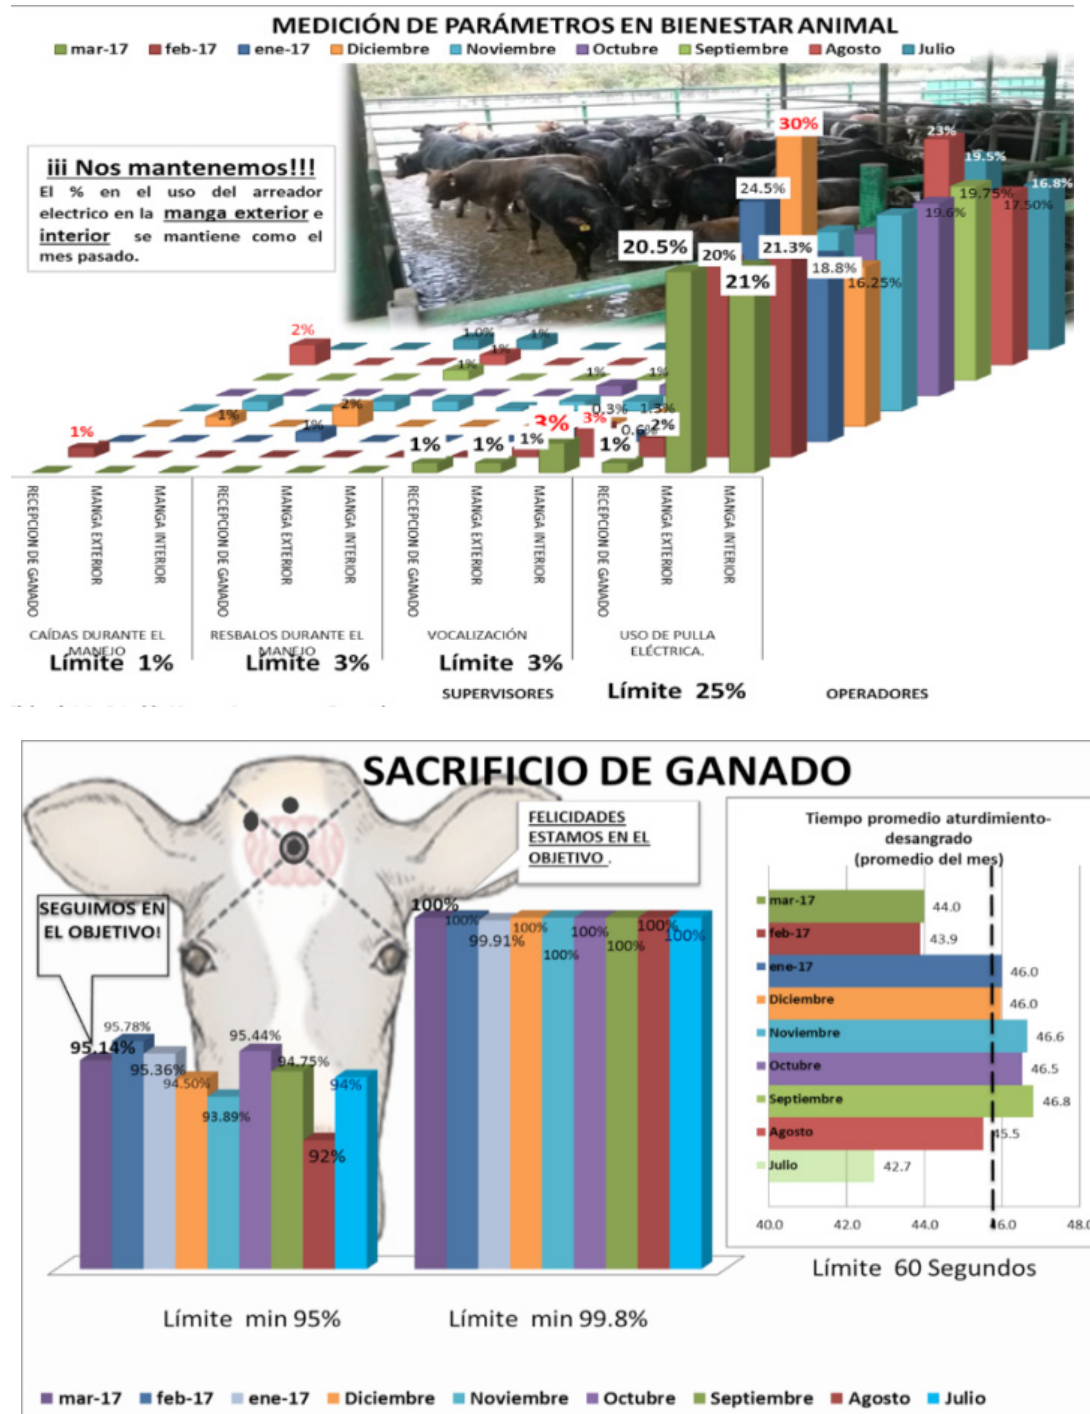 MEDICIÓN DE PARÁMETROS EN BIENESTAR ANIMAL
mar-17 feb-17 ene-17 Diciembre Noviembre Octubre Septiembre Agosto Julio
iii Nos mantenemos!!!
El % en el uso del arreador
electrico en la manga exterior e
interior se mantiene como el
mes pasado.
30%
23%
19.5%
24.5%
16.8%
19.75%
19.6%
17.50%
20.5%
20%
21.3%
18.8%
16.25%
21%
2%
1.0%
1%
1%
1%
1%
1%
1%
2%
1%
0.3%
1.3%
1%
3%
3%
0.6%
2%
1%
1%
1%
1%
RECEPCION DE GANADO
MANGA EXTERIOR
MANGA INTERIOR
RECEPCION DE GANADO
MANGA EXTERIOR
MANGA INTERIOR
RECEPCION DE GANADO
MANGA EXTERIOR
MANGA INTERIOR
RECEPCION DE GANADO
MANGA EXTERIOR
MANGA INTERIOR
CAÍDAS DURANTE EL
MANEJO
RESBALOS DURANTE EL
MANEJO
VOCALIZACIÓN
USO DE PULLA
ELÉCTRICA.
Límite 1%
Límite 3%
Límite 3%
Límite 25%
SUPERVISORES
OPERADORES
SACRIFICIO DE GANADO
FELICIDADES
ESTAMOS EN EL
OBJETIVO .
SEGUIMOS EN
EL OBJETIVO!
95.14%
95.78%
95.36%
94.50%
93.89%
95.44%
94.75%
92%
94%
100%
100%
99.91%
100%
100%
100%
100%
100%
100%
Límite min 95%
Límite min 99.8%
Tiempo promedio aturdimiento-
desangrado
(promedio del mes)
mar-17 44.0
feb-17 43.9
ene-17 46.0
Diciembre 46.0
Noviembre 46.6
Octubre 46.5
Septiembre 46.8
Agosto 45.5
Julio 42.7
40.0 42.0 44.0 46.0 48.0
Límite 60 Segundos
mar-17 feb-17 ene-17 Diciembre Noviembre Octubre Septiembre Agosto Julio